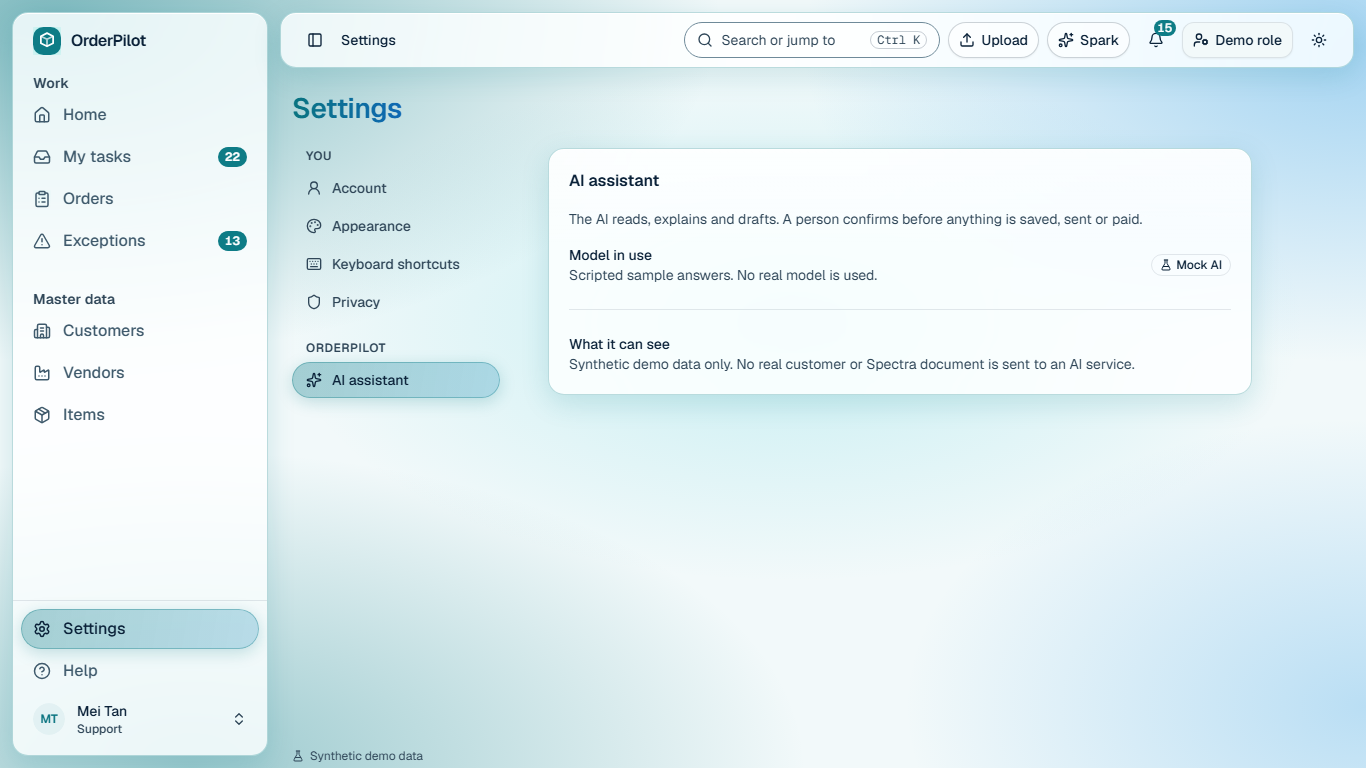 OrderPilot
Work
Home
My tasks 22
Orders
Exceptions 13
Master data
Customers
Vendors
Items
Settings
Help
MT
Mei Tan
Support
Settings
Search or jump to Ctrl K
Upload
Spark
15
Demo role
Settings
YOU
Account
Appearance
Keyboard shortcuts
Privacy
ORDERPILOT
AI assistant
AI assistant
The AI reads, explains and drafts. A person confirms before anything is saved, sent or paid.
Model in use
Scripted sample answers. No real model is used.
Mock AI
What it can see
Synthetic demo data only. No real customer or Spectra document is sent to an AI service.
Synthetic demo data